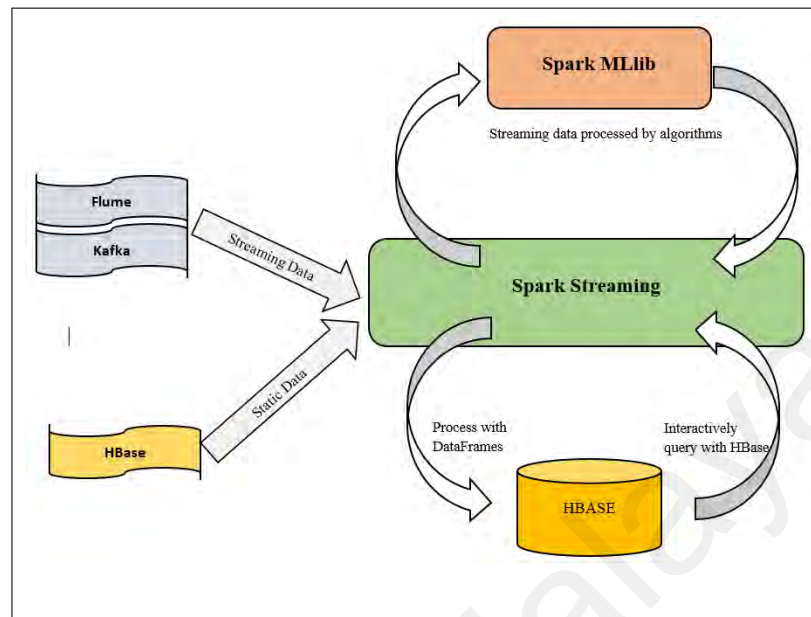 Spark MLlib
Streaming data processed by algorithms
Flume
Kafka
Streaming Data
Spark Streaming
Static Data
HBase
Process with
DataFrames
Interactively
query with HBase
HBASE